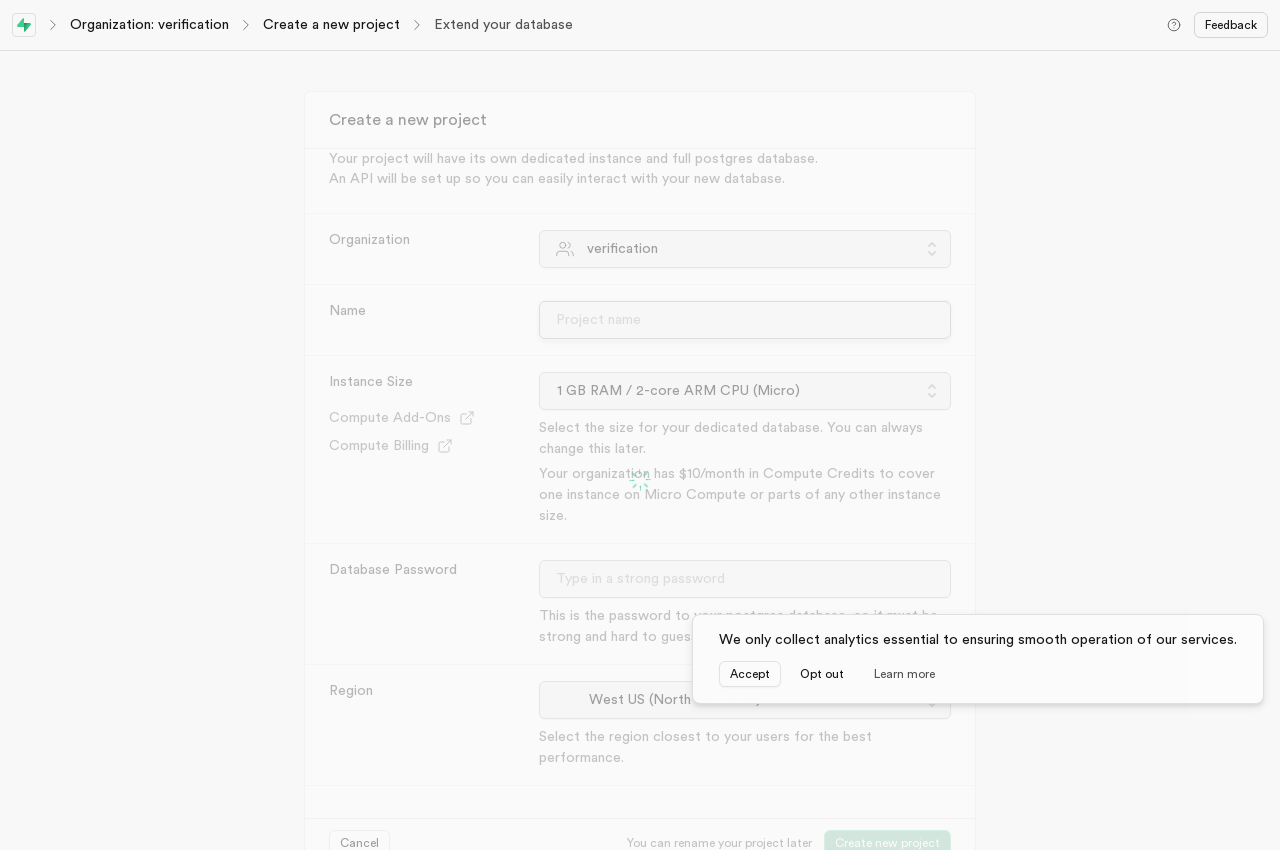 Organization: verification
Create a new project
Extend your database
Feedback
Create a new project
Your project will have its own dedicated instance and full postgres database.
An API will be set up so you can easily interact with your new database.
Organization
verification
Name
Project name
Instance Size
1 GB RAM / 2-core ARM CPU (Micro)
Compute Add-Ons
Compute Billing
Select the size for your dedicated database. You can always
change this later.
Your organization has $10/month in Compute Credits to cover
one instance on Micro Compute or parts of any other instance
size.
Database Password
Type in a strong password
This is the password to your postgres database, so it must be
strong and hard to gues
We only collect analytics essential to ensuring smooth operation of our services.
Accept
Opt out
Learn more
Region
West US (North
Select the region closest to your users for the best
performance.
Cancel
You can rename your project later
Create new project